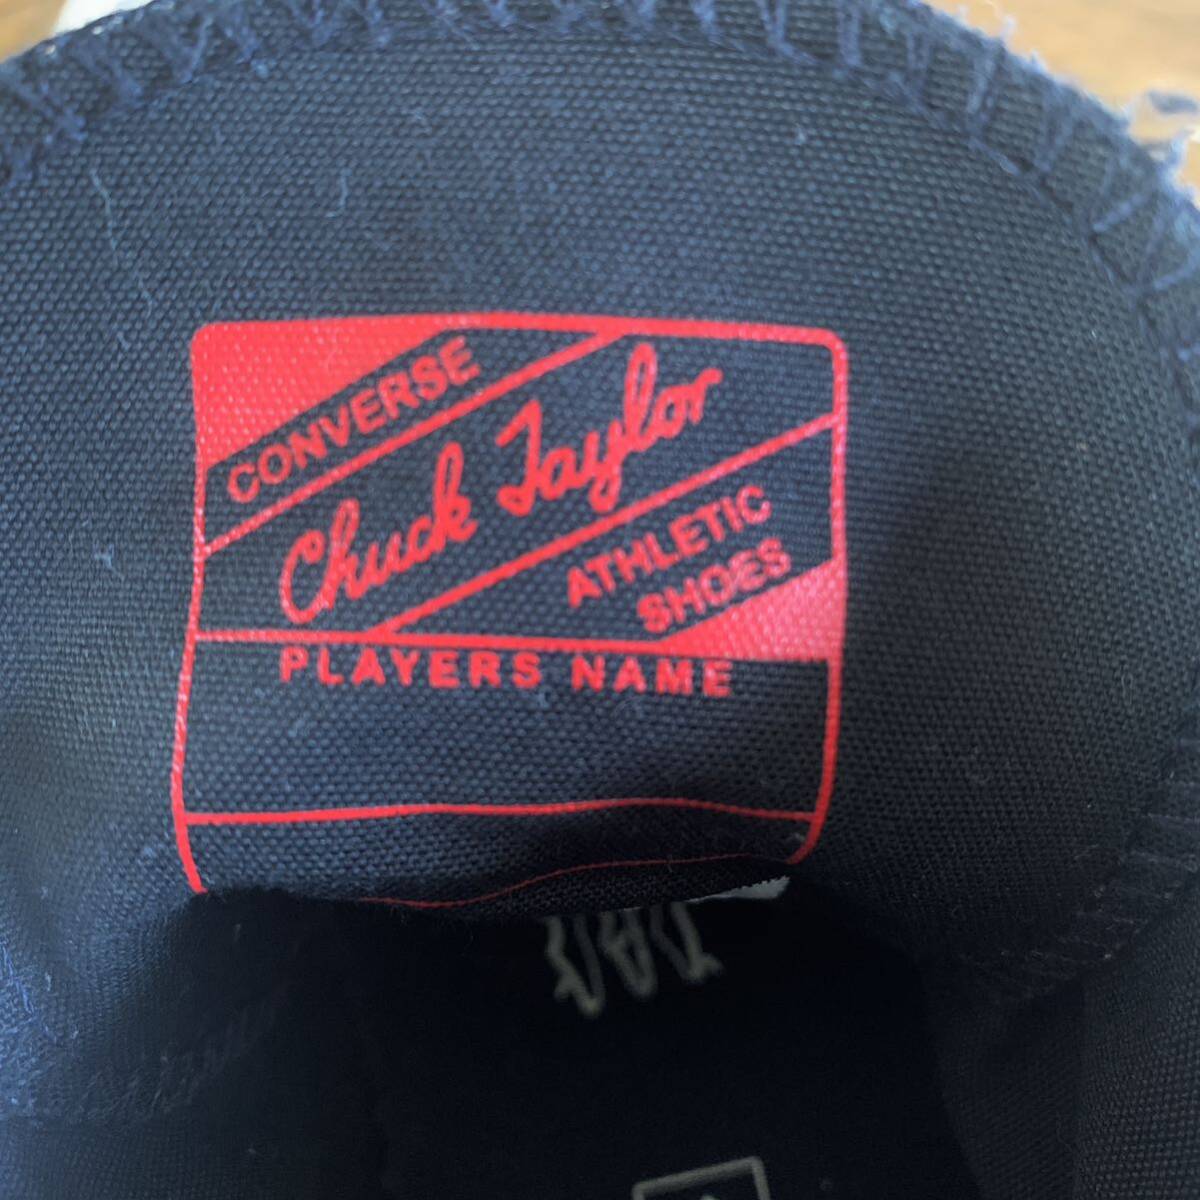 CONVERSE
Chuck Taylor
ATHLETIC
SHOES
PLAYERS NAME